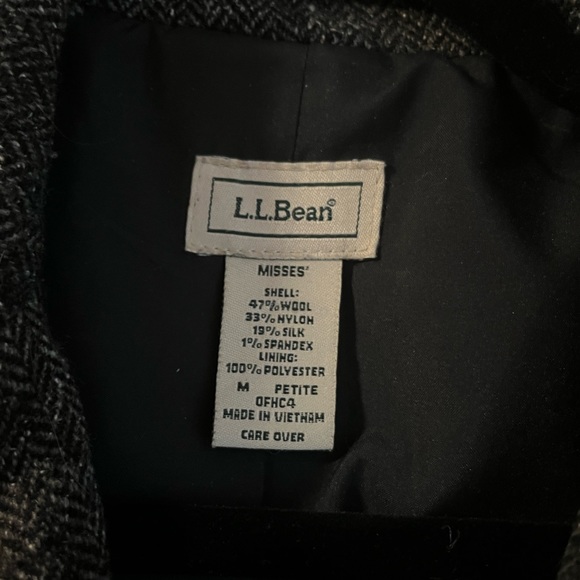 L.L.Bean®
MISSES'
SHELL:
47% WOOL
33% NYLON
19% SILK
1% SPANDEX
LINING:
100% POLYESTER
M PETITE
0FHC4
MADE IN VIETNAM
CARE OVER